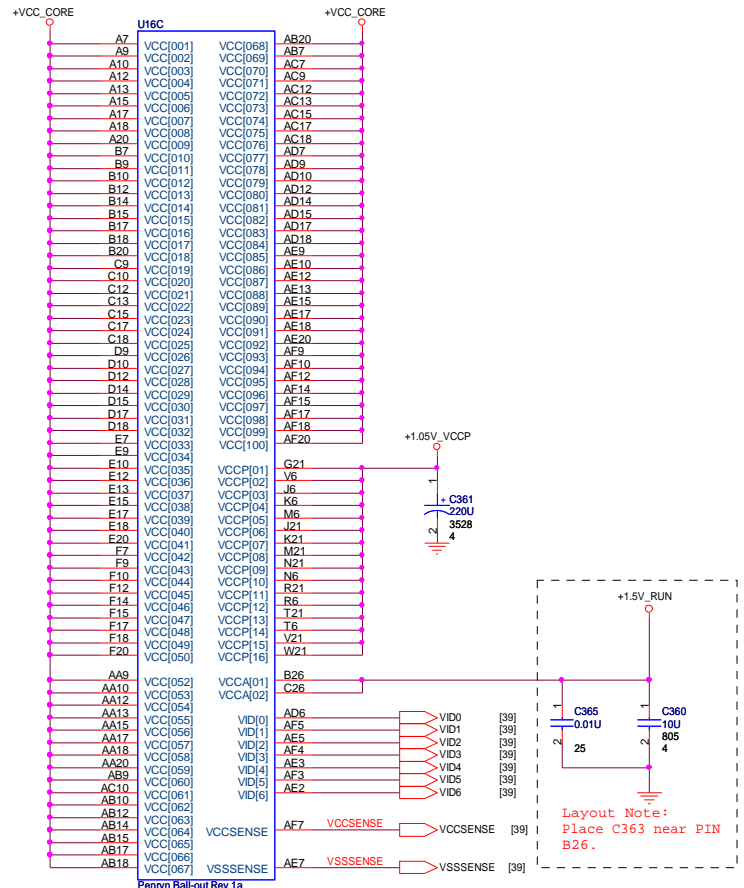 +VCC_CORE +VCC_CORE
U16C
A7 VCC[001] VCC[068] AB20
A9 VCC[002] VCC[069] AB7
A10 VCC[003] VCC[070] AC7
A12 VCC[004] VCC[071] AC9
A13 VCC[005] VCC[072] AC12
A15 VCC[006] VCC[073] AC13
A17 VCC[007] VCC[074] AC15
A18 VCC[008] VCC[075] AC17
A20 VCC[009] VCC[076] AC18
B7 VCC[010] VCC[077] AD7
B9 VCC[011] VCC[078] AD9
B10 VCC[012] VCC[079] AD10
B12 VCC[013] VCC[080] AD12
B14 VCC[014] VCC[081] AD14
B15 VCC[015] VCC[082] AD15
B17 VCC[016] VCC[083] AD17
B18 VCC[017] VCC[084] AD18
B20 VCC[018] VCC[085] AE9
C9 VCC[019] VCC[086] AE10
C10 VCC[020] VCC[087] AE12
C12 VCC[021] VCC[088] AE13
C13 VCC[022] VCC[089] AE15
C15 VCC[023] VCC[090] AE17
C17 VCC[024] VCC[091] AE18
C18 VCC[025] VCC[092] AE20
D9 VCC[026] VCC[093] AF9
D10 VCC[027] VCC[094] AF10
D12 VCC[028] VCC[095] AF12
D14 VCC[029] VCC[096] AF14
D15 VCC[030] VCC[097] AF15
D17 VCC[031] VCC[098] AF17
D18 VCC[032] VCC[099] AF18
E7 VCC[033] VCC[100] AF20
E9 VCC[034]
E10 VCC[035] VCCP[01] G21
E12 VCC[036] VCCP[02] V6
E13 VCC[037] VCCP[03] J6
E15 VCC[038] VCCP[04] K6
E17 VCC[039] VCCP[05] M6
E18 VCC[040] VCCP[06] J21
E20 VCC[041] VCCP[07] K21
F7 VCC[042] VCCP[08] M21
F9 VCC[043] VCCP[09] N21
F10 VCC[044] VCCP[10] N6
F12 VCC[045] VCCP[11] R21
F14 VCC[046] VCCP[12] R6
F15 VCC[047] VCCP[13] T21
F17 VCC[048] VCCP[14] T6
F18 VCC[049] VCCP[15] V21
F20 VCC[050] VCCP[16] W21
+1.05V_VCCP
1
+ C361
220U
2 3528
4
AA9 VCC[052] VCCA[01] B26
AA10 VCC[053] VCCA[02] C26
AA12 VCC[054]
AA13 VCC[055] VID[0] AD6 VID0 [39]
AA15 VCC[056] VID[1] AF5 VID1 [39]
AA17 VCC[057] VID[2] AE5 VID2 [39]
AA18 VCC[058] VID[3] AF4 VID3 [39]
AA20 VCC[059] VID[4] AE3 VID4 [39]
AB9 VCC[060] VID[5] AF3 VID5 [39]
AC10 VCC[061] VID[6] AE2 VID6 [39]
AB10 VCC[062]
AB12 VCC[063]
AB14 VCC[064] VCCSENSE AF7 VCCSENSE VCCSENSE [39]
AB15 VCC[065]
AB17 VCC[066]
AB18 VCC[067] VSSSENSE AE7 VSSSENSE VSSSENSE [39]
Penryn Ball-out Rev 1a
+1.5V_RUN
1 C365
0.01U
2 25
1 C360
10U
805
2 4
Layout Note:
Place C363 near PIN
B26.